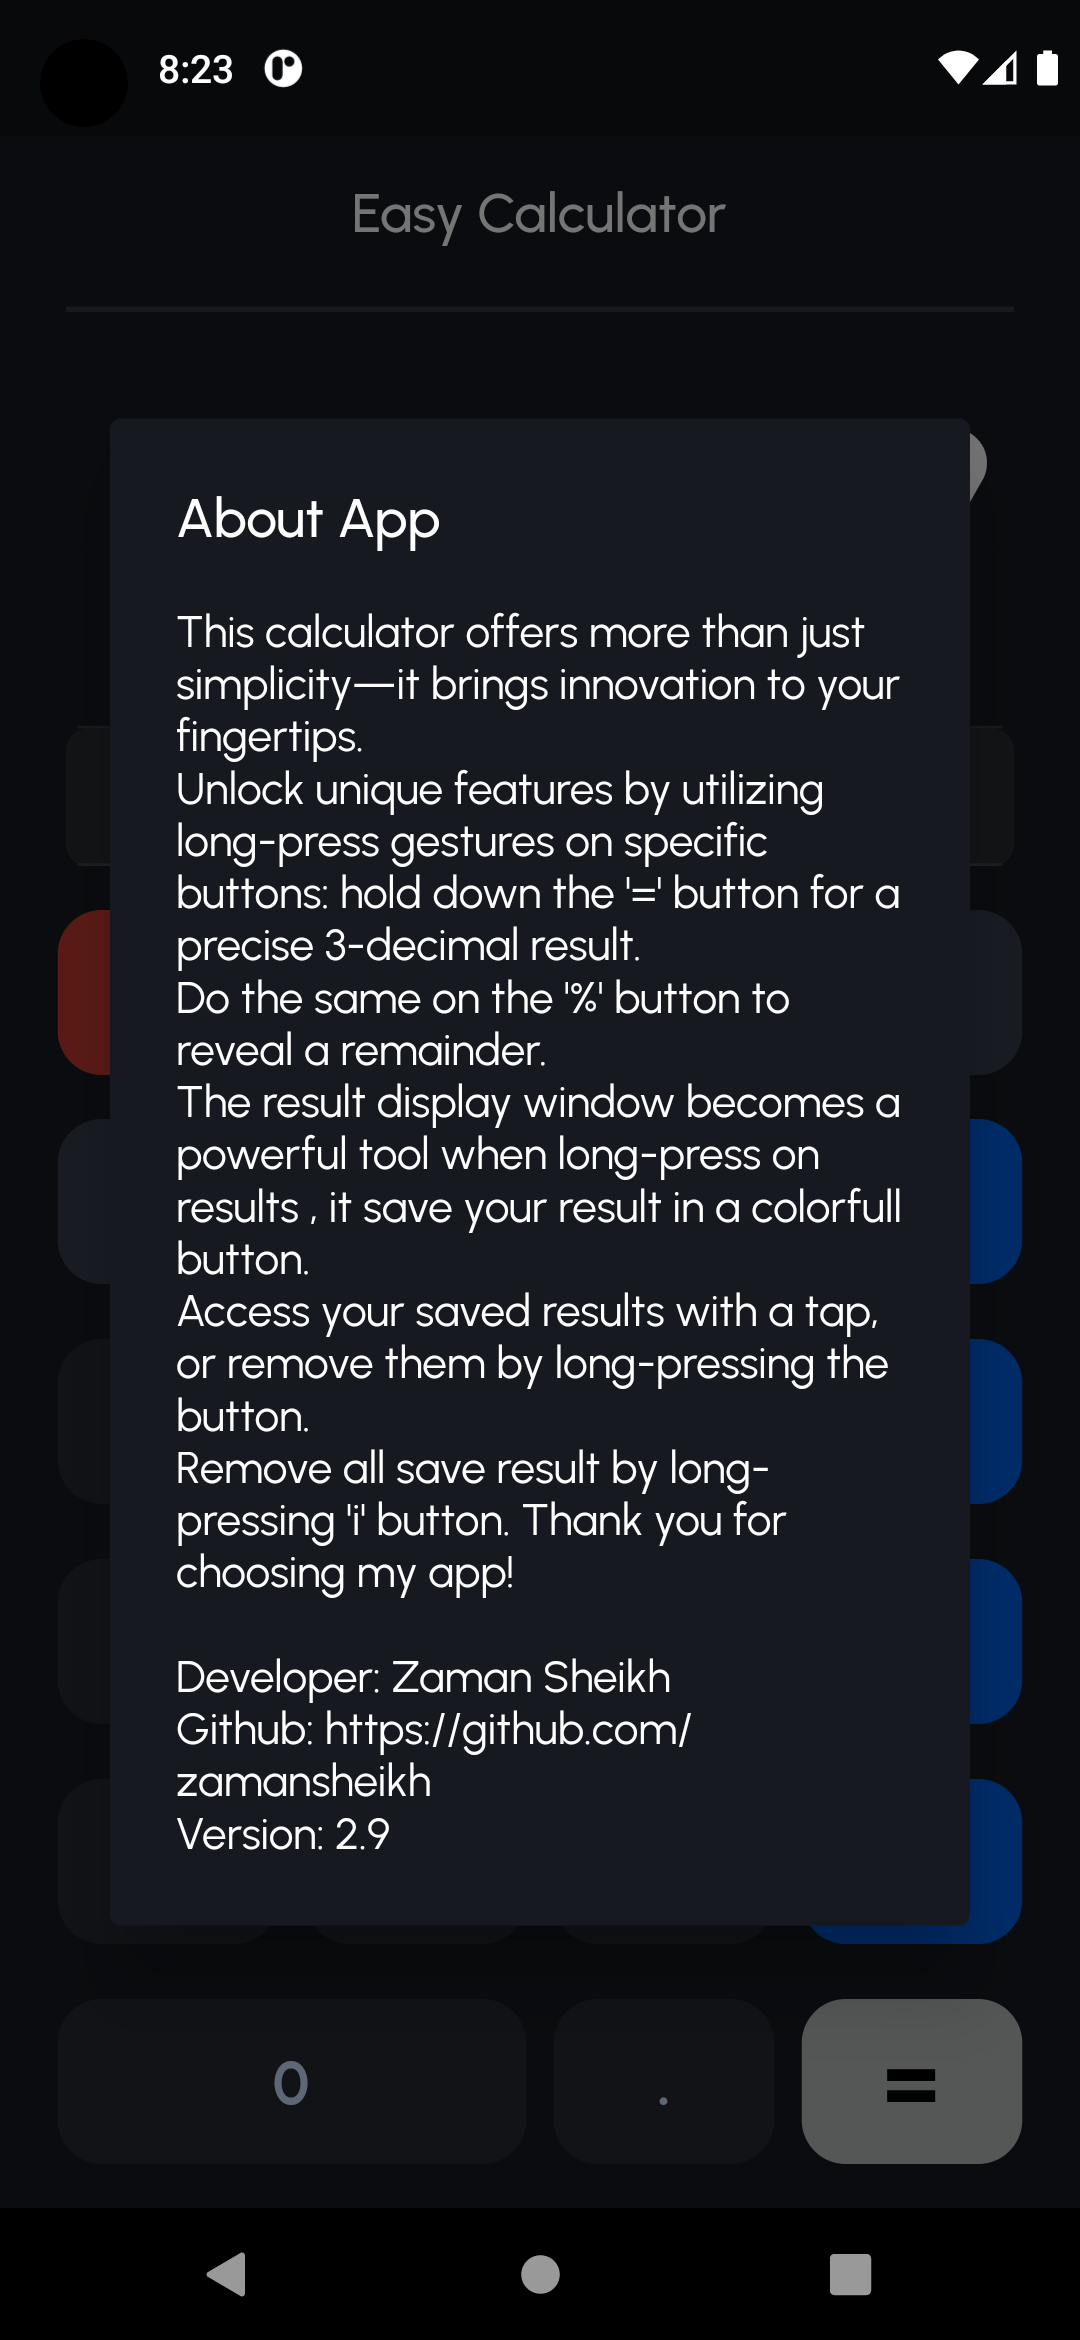 8:23
Easy Calculator
About App
This calculator offers more than just
simplicity—it brings innovation to your
fingertips.
Unlock unique features by utilizing
long-press gestures on specific
buttons: hold down the '=' button for a
precise 3-decimal result.
Do the same on the '%' button to
reveal a remainder.
The result display window becomes a
powerful tool when long-press on
results , it save your result in a colorfull
button.
Access your saved results with a tap,
or remove them by long-pressing the
button.
Remove all save result by long-
pressing 'i' button. Thank you for
choosing my app!
Developer: Zaman Sheikh
Github: https://github.com/
zamansheikh
Version: 2.9
0 . =